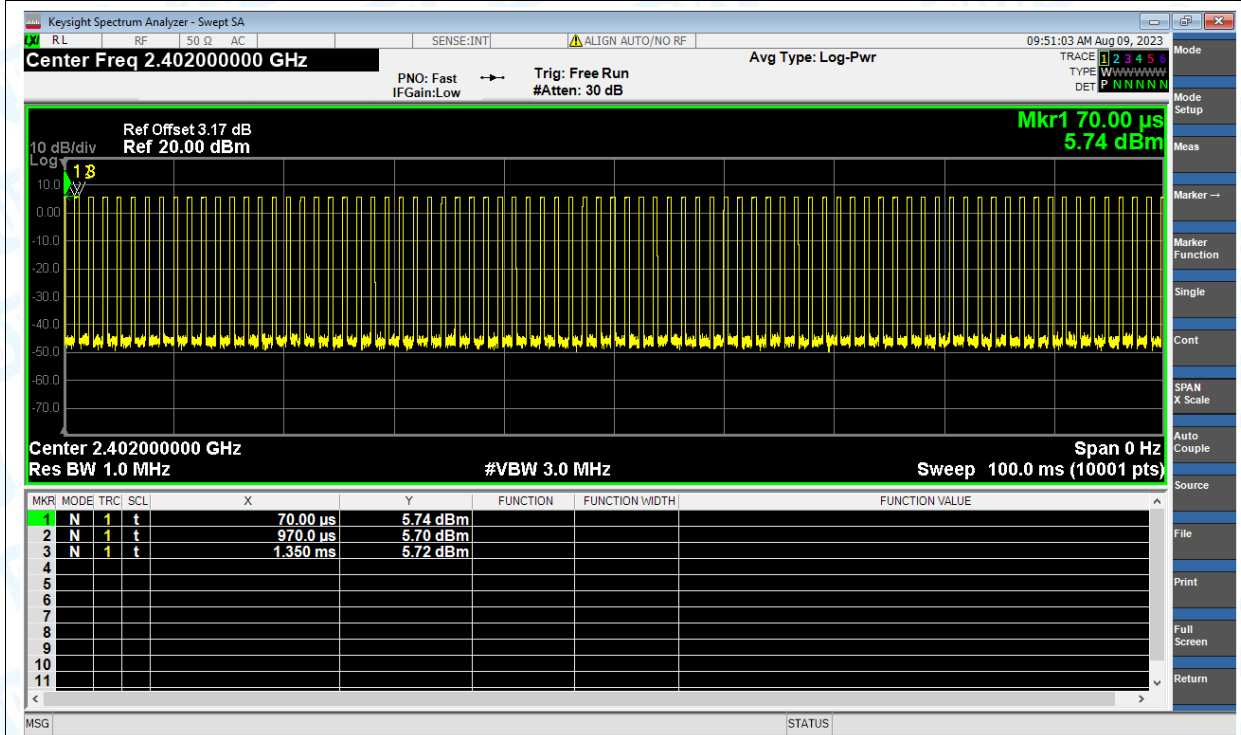 Keysight Spectrum Analyzer - Swept SA
LXI RL RF 50 Ω AC SENSE:INT ALIGN AUTO/NO RF 09:51:03 AM Aug 09, 2023
Center Freq 2.402000000 GHz Avg Type: Log-Pwr TRACE 1 2 3 4 5 6
PNO: Fast Trig: Free Run TYPE WWWWWW
IFGain:Low #Atten: 30 dB DET P N N N N N
Mkr1 70.00 µs
5.74 dBm
Ref Offset 3.17 dB
10 dB/div Ref 20.00 dBm
Log
1 3
10.0
0.00
-10.0
-20.0
-30.0
-40.0
-50.0
-60.0
-70.0
Center 2.402000000 GHz Span 0 Hz
Res BW 1.0 MHz #VBW 3.0 MHz Sweep 100.0 ms (10001 pts)
MKR MODE TRC SCL X Y FUNCTION FUNCTION WIDTH FUNCTION VALUE
1 N 1 t 70.00 µs 5.74 dBm
2 N 1 t 970.0 µs 5.70 dBm
3 N 1 t 1.350 ms 5.72 dBm
4
5
6
7
8
9
10
11
MSG STATUS
Mode
Mode
Setup
Meas
Marker →
Marker
Function
Single
Cont
SPAN
X Scale
Auto
Couple
Source
File
Print
Full
Screen
Return